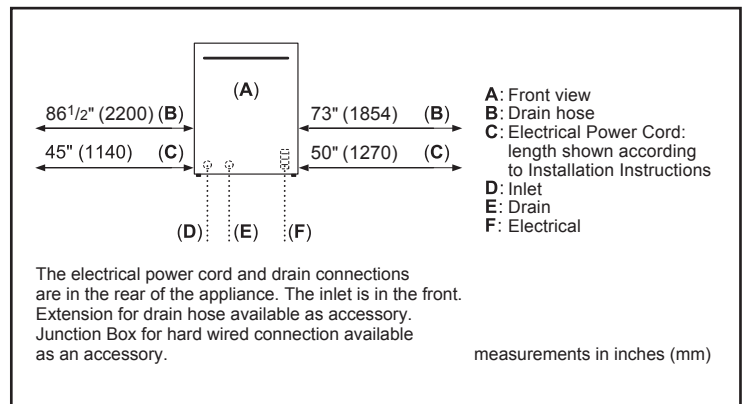 (A)
86 1/2" (2200) (B)
73" (1854) (B)
45" (1140) (C)
50" (1270) (C)
(D) (E) (F)
A: Front view
B: Drain hose
C: Electrical Power Cord:
length shown according
to Installation Instructions
D: Inlet
E: Drain
F: Electrical
The electrical power cord and drain connections
are in the rear of the appliance. The inlet is in the front.
Extension for drain hose available as accessory.
Junction Box for hard wired connection available
as an accessory.
measurements in inches (mm)